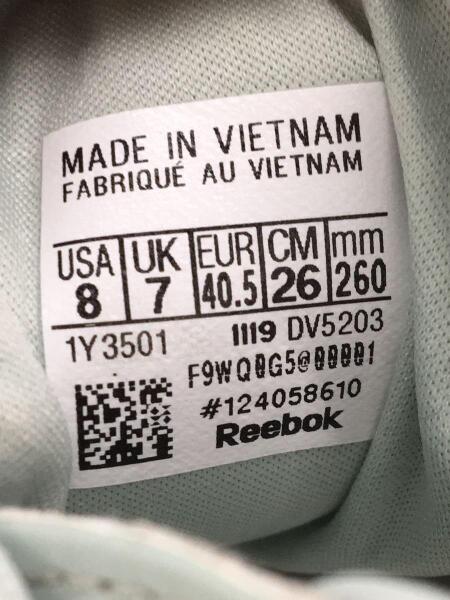 MADE IN VIETNAM
FABRIQUÉ AU VIETNAM
USA UK EUR CM mm
8 7 40.5 26 260
1Y3501 1119 DV5203
F9WQ0G5@00001
#124058610
Reebok